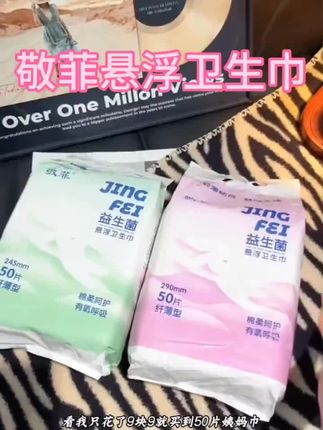 敬菲悬浮卫生巾
Over One Million
敬菲
JING
FEI
益生菌
悬浮卫生巾
245mm
50片
纤薄型
棉柔呵护
有氧呼吸
JING
FEI
益生菌
悬浮卫生巾
290mm
50片
纤薄型
棉柔呵护
有氧呼吸
看我只花了9块9就买到50片姨妈巾